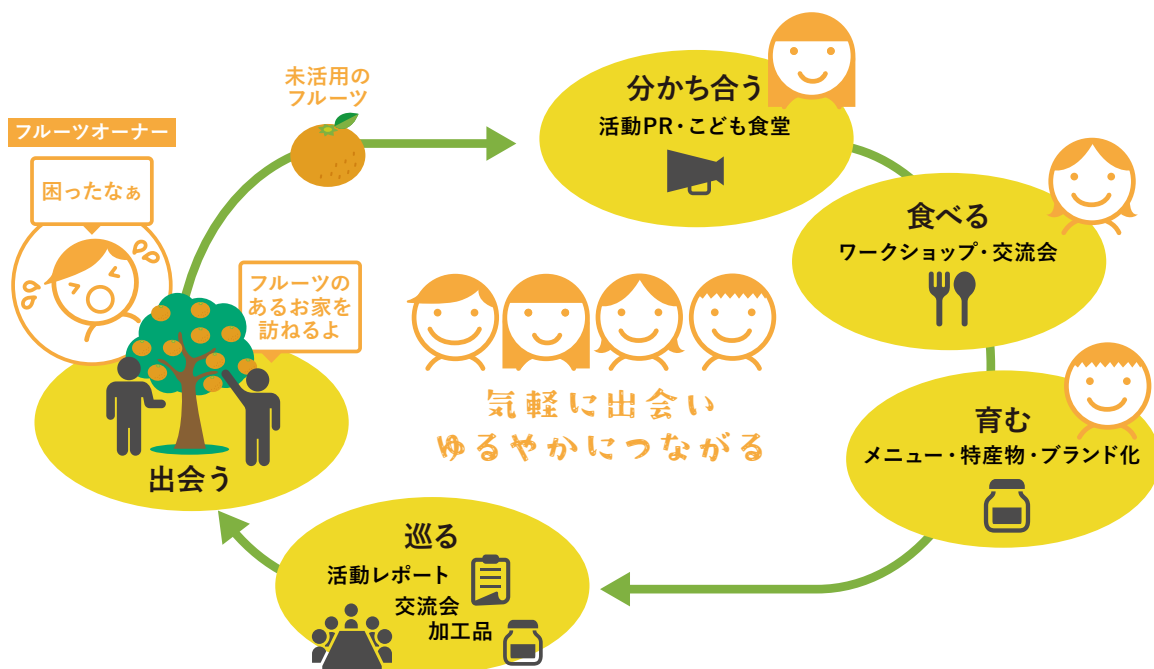 フルーツオーナー
困ったなぁ
フルーツの
あるお家を
訪ねるよ
出会う
未活用の
フルーツ
分かち合う
活動PR・こども食堂
食べる
ワークショップ・交流会
育む
メニュー・特産物・ブランド化
巡る
活動レポート
交流会
加工品
気軽に出会い
ゆるやかにつながる